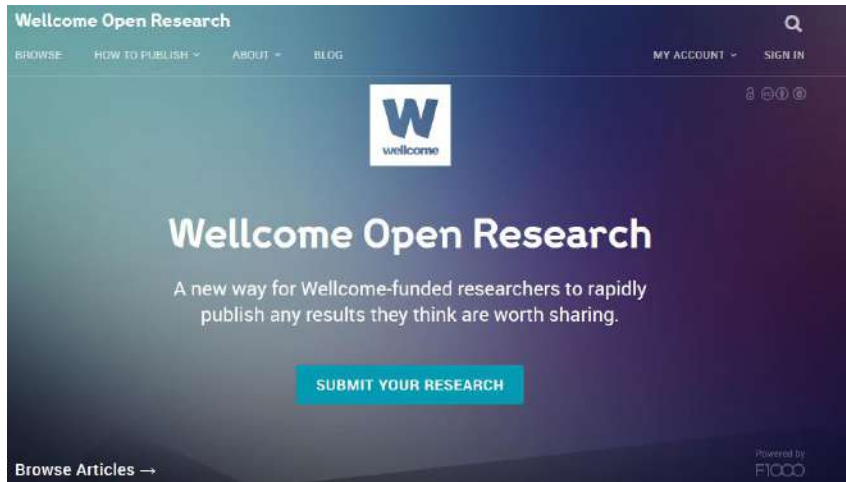 Wellcome Open Research
BROWSE HOW TO PUBLISH ABOUT BLOG MY ACCOUNT SIGN IN
W
wellcome
Wellcome Open Research
A new way for Wellcome-funded researchers to rapidly
publish any results they think are worth sharing.
SUBMIT YOUR RESEARCH
Browse Articles →
Powered by
F1000